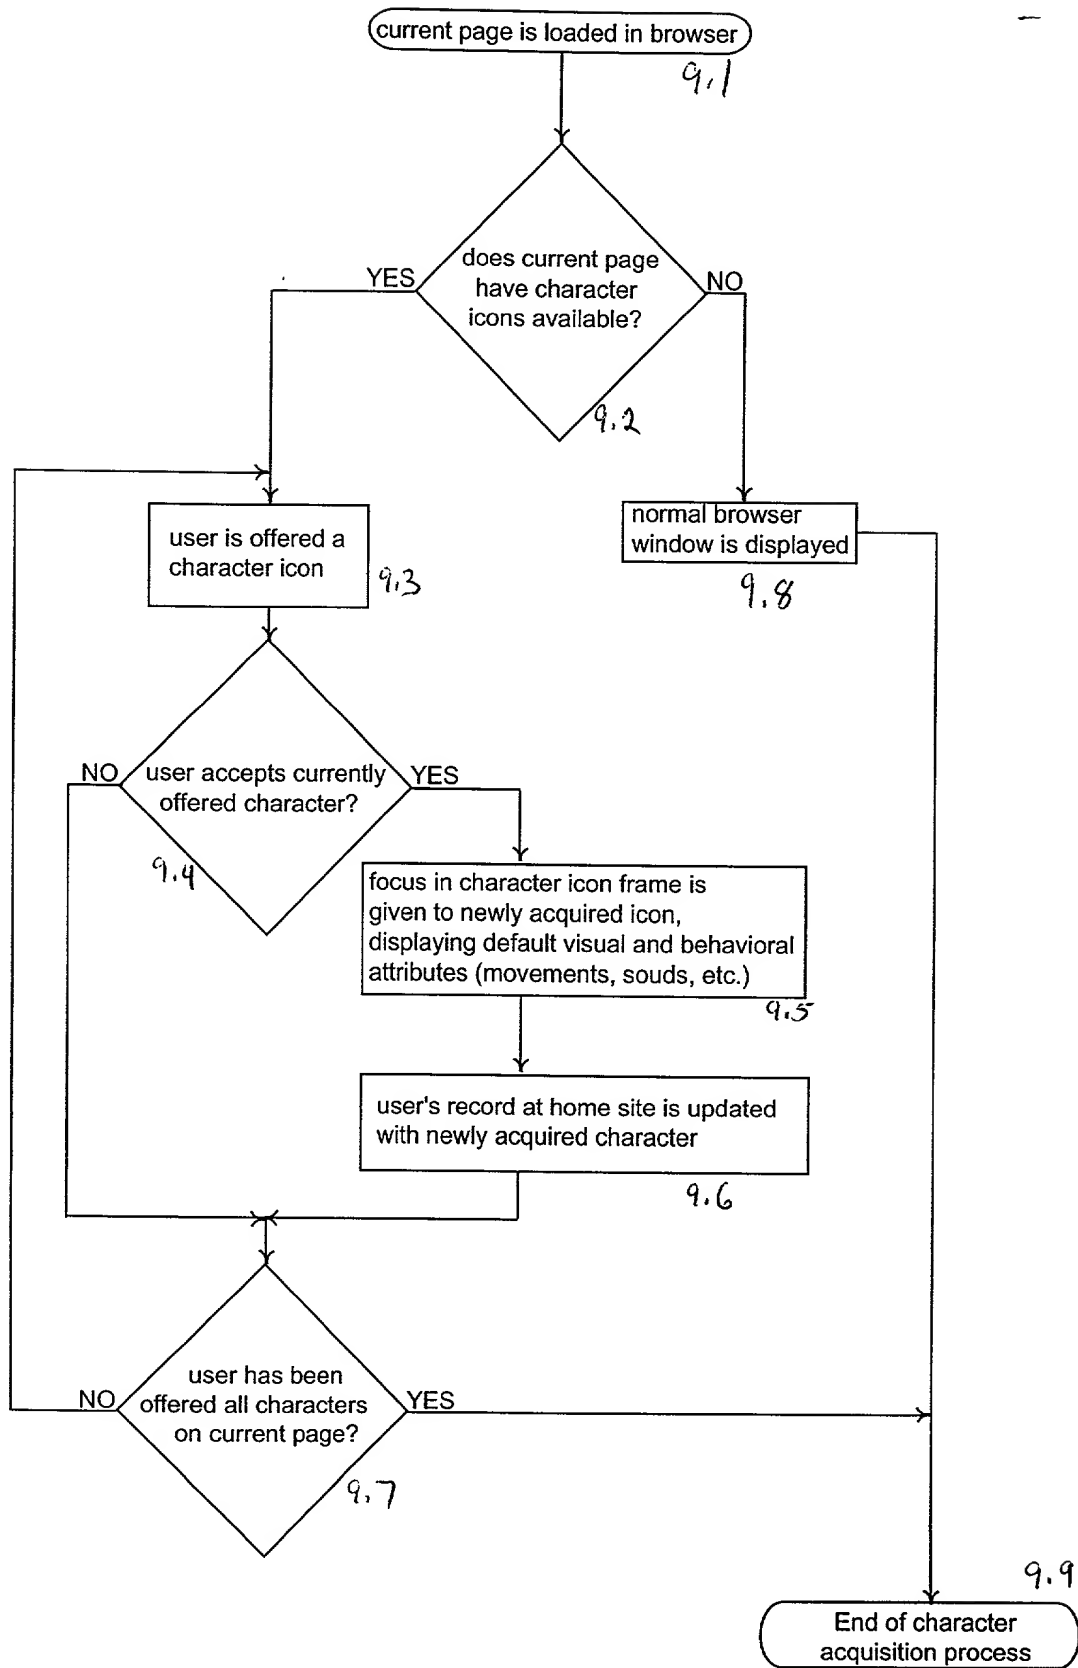 current page is loaded in browser
9.1
does current page
have character
icons available?
YES
NO
9.2
user is offered a
character icon
9.3
normal browser
window is displayed
9.8
user accepts currently
offered character?
NO
YES
9.4
focus in character icon frame is
given to newly acquired icon,
displaying default visual and behavioral
attributes (movements, souds, etc.)
9.5
user's record at home site is updated
with newly acquired character
9.6
user has been
offered all characters
on current page?
NO
YES
9.7
9.9
End of character
acquisition process